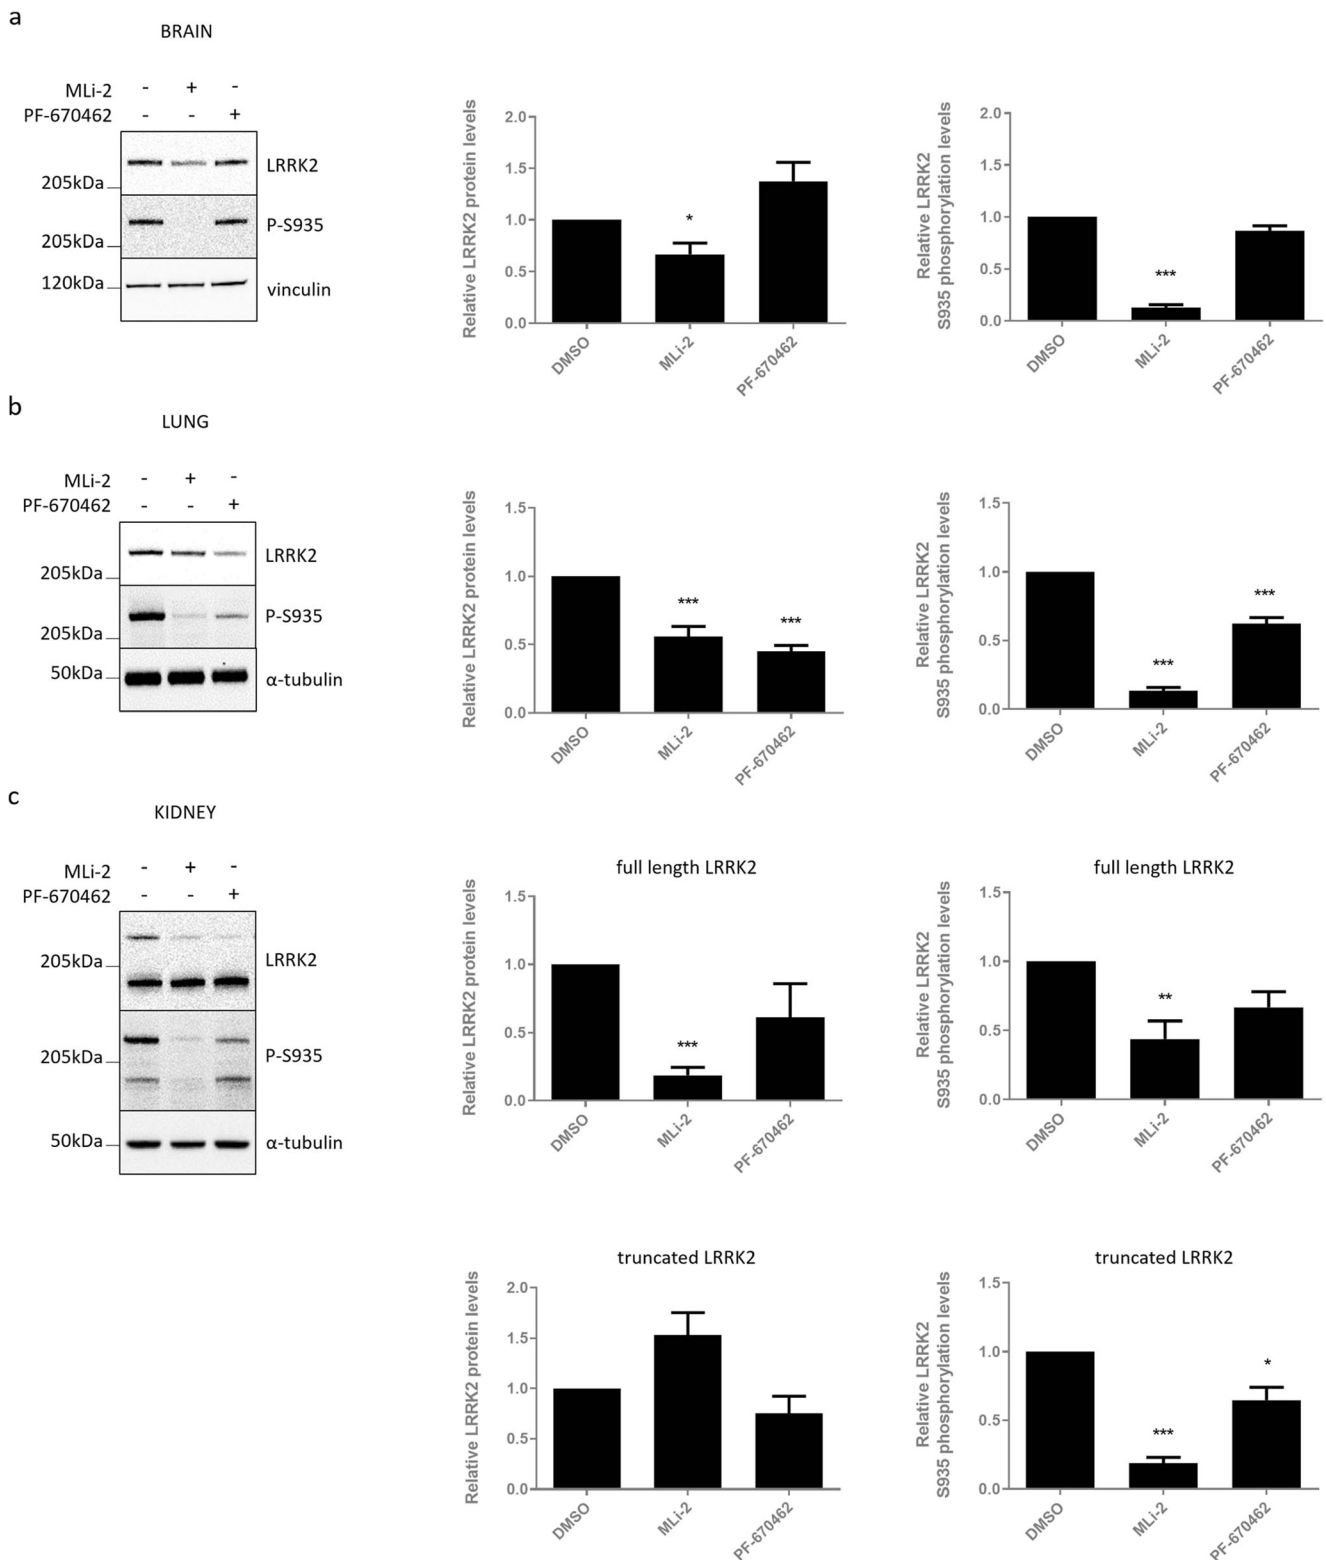 a
BRAIN
MLi-2 - + -
PF-670462 - - +
205kDa
LRRK2
205kDa
P-S935
120kDa
vinculin
Relative LRRK2 protein levels
2.0
1.5
1.0
0.5
0.0
*
DMSO
MLi-2
PF-670462
Relative LRRK2
S935 phosphorylation levels
2.0
1.5
1.0
0.5
0.0
***
DMSO
MLi-2
PF-670462
b
LUNG
MLi-2 - + -
PF-670462 - - +
205kDa
LRRK2
205kDa
P-S935
50kDa
α-tubulin
Relative LRRK2 protein levels
1.5
1.0
0.5
0.0
***
***
DMSO
MLi-2
PF-670462
Relative LRRK2
S935 phosphorylation levels
1.5
1.0
0.5
0.0
***
***
DMSO
MLi-2
PF-670462
c
KIDNEY
MLi-2 - + -
PF-670462 - - +
205kDa
LRRK2
205kDa
P-S935
50kDa
α-tubulin
full length LRRK2
Relative LRRK2 protein levels
1.5
1.0
0.5
0.0
***
DMSO
MLi-2
PF-670462
full length LRRK2
Relative LRRK2
S935 phosphorylation levels
1.5
1.0
0.5
0.0
**
DMSO
MLi-2
PF-670462
truncated LRRK2
Relative LRRK2 protein levels
2.0
1.5
1.0
0.5
0.0
DMSO
MLi-2
PF-670462
truncated LRRK2
Relative LRRK2
S935 phosphorylation levels
1.5
1.0
0.5
0.0
***
*
DMSO
MLi-2
PF-670462